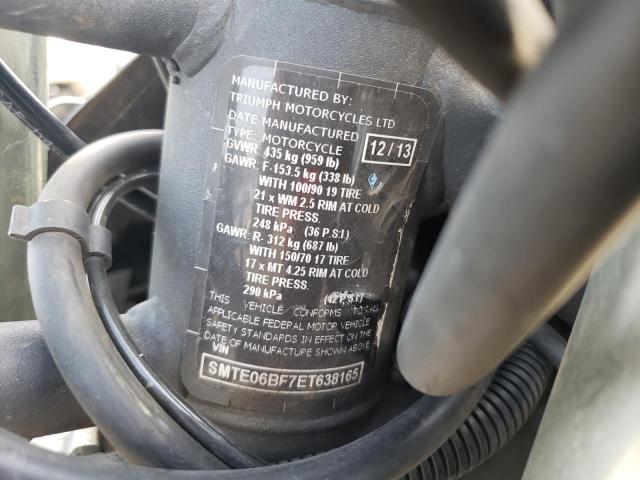 MANUFACTURED BY:
TRIUMPH MOTORCYCLES LTD
DATE MANUFACTURED 12/13
TYPE: MOTORCYCLE
GVWR: 435 kg (959 lb)
GAWR: F-153.5 kg (338 lb)
WITH 100/90 19 TIRE
21 x WM 2.5 RIM AT COLD
TIRE PRESS.
248 kPa (36 P.S.I.)
GAWR: R- 312 kg (687 lb)
WITH 150/70 17 TIRE
17 x MT 4.25 RIM AT COLD
TIRE PRESS.
290 kPa (42 P.S.I.)
THIS VEHICLE CONFORMS TO ALL
APPLICABLE FEDERAL MOTOR VEHICLE
SAFETY STANDARDS IN EFFECT ON THE
DATE OF MANUFACTURE SHOWN ABOVE
VIN
SMTE06BF7ET638165